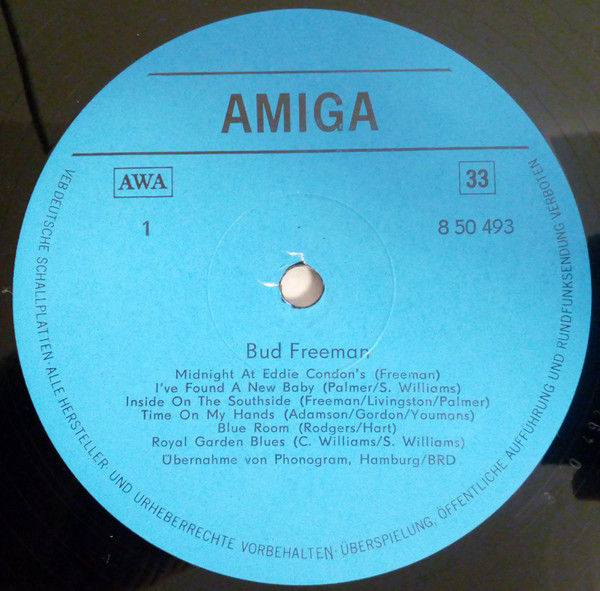 AMIGA
AWA
33
1
8 50 493
Bud Freeman
Midnight At Eddie Condon's (Freeman)
I've Found A New Baby (Palmer/S. Williams)
Inside On The Southside (Freeman/Livingston/Palmer)
Time On My Hands (Adamson/Gordon/Youmans)
Blue Room (Rodgers/Hart)
Royal Garden Blues (C. Williams/S. Williams)
Übernahme von Phonogram, Hamburg/BRD
VEB DEUTSCHE SCHALLPLATTEN · ALLE HERSTELLER- UND URHEBERRECHTE VORBEHALTEN · ÜBERSPIELUNG, ÖFFENTLICHE AUFFÜHRUNG UND RUNDFUNKSENDUNG VERBOTEN